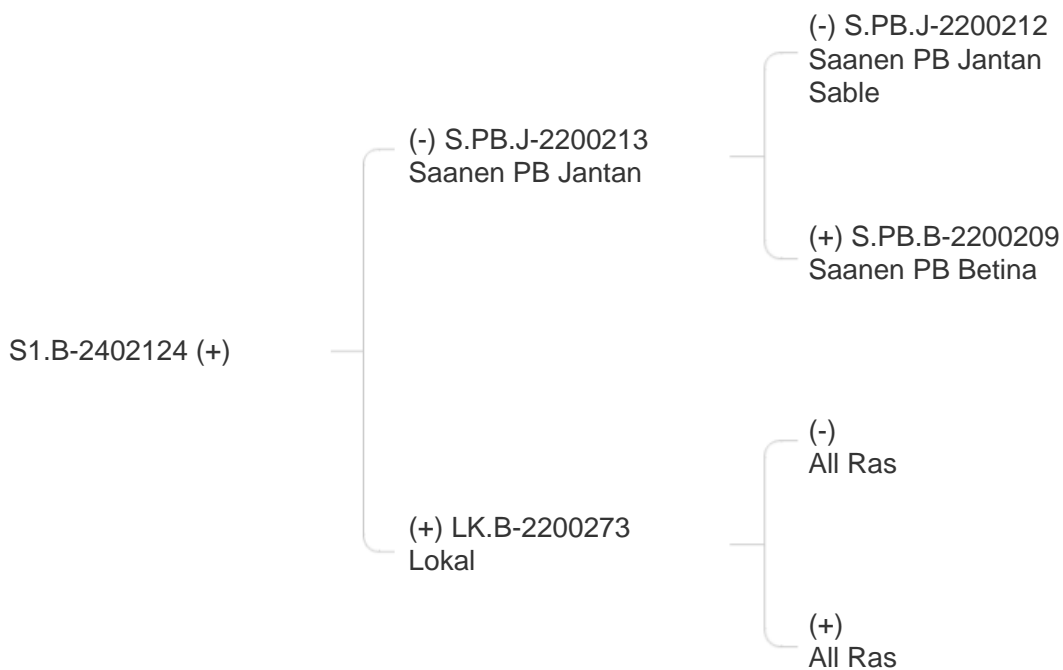 (-) S.PB.J-2200212
Saanen PB Jantan
Sable
(-) S.PB.J-2200213
Saanen PB Jantan
(+) S.PB.B-2200209
Saanen PB Betina
S1.B-2402124 (+)
(-)
All Ras
(+) LK.B-2200273
Lokal
(+)
All Ras